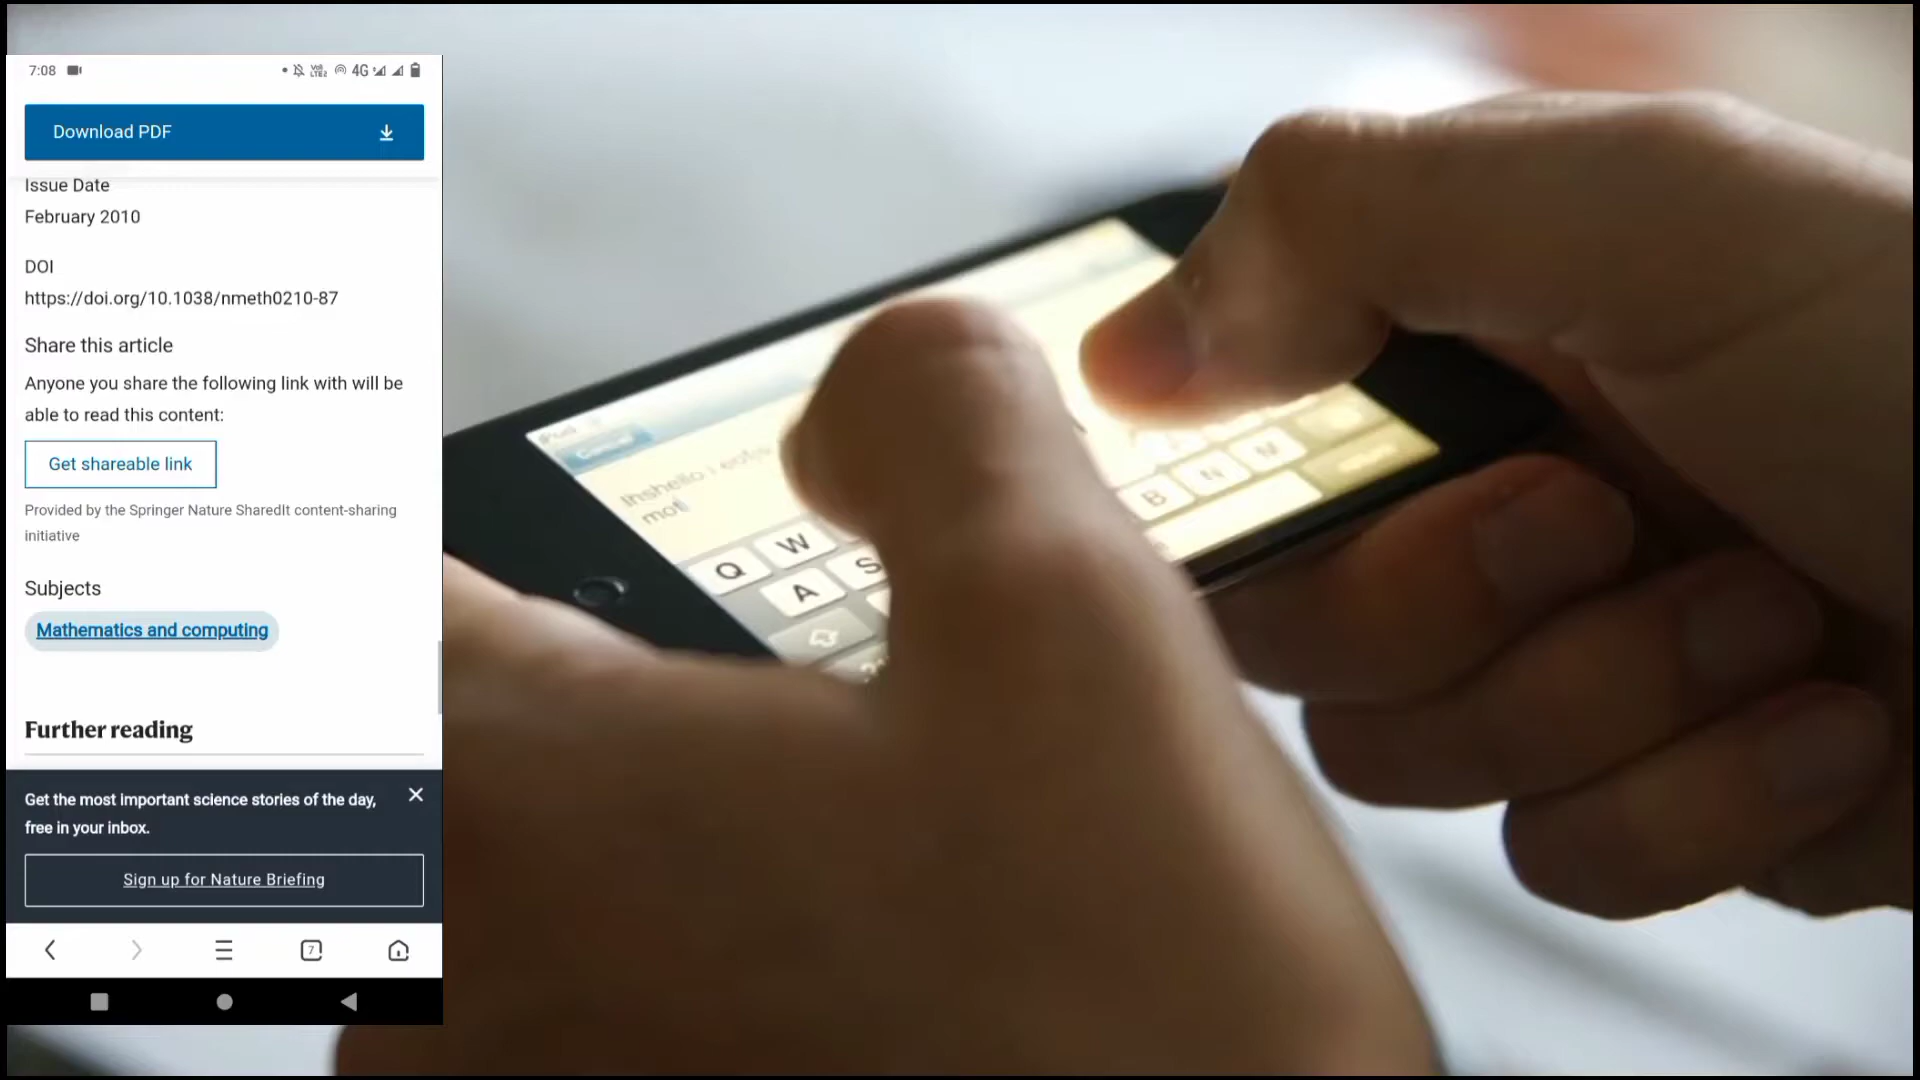 7:08
4G
Download PDF
Issue Date
February 2010
DOI
https://doi.org/10.1038/nmeth0210-87
Share this article
Anyone you share the following link with will be
able to read this content:
Get shareable link
Provided by the Springer Nature SharedIt content-sharing
initiative
Subjects
Mathematics and computing
Further reading
Get the most important science stories of the day,
free in your inbox.
Sign up for Nature Briefing
7
Ihshello i
mot
Q W
A S
B N M